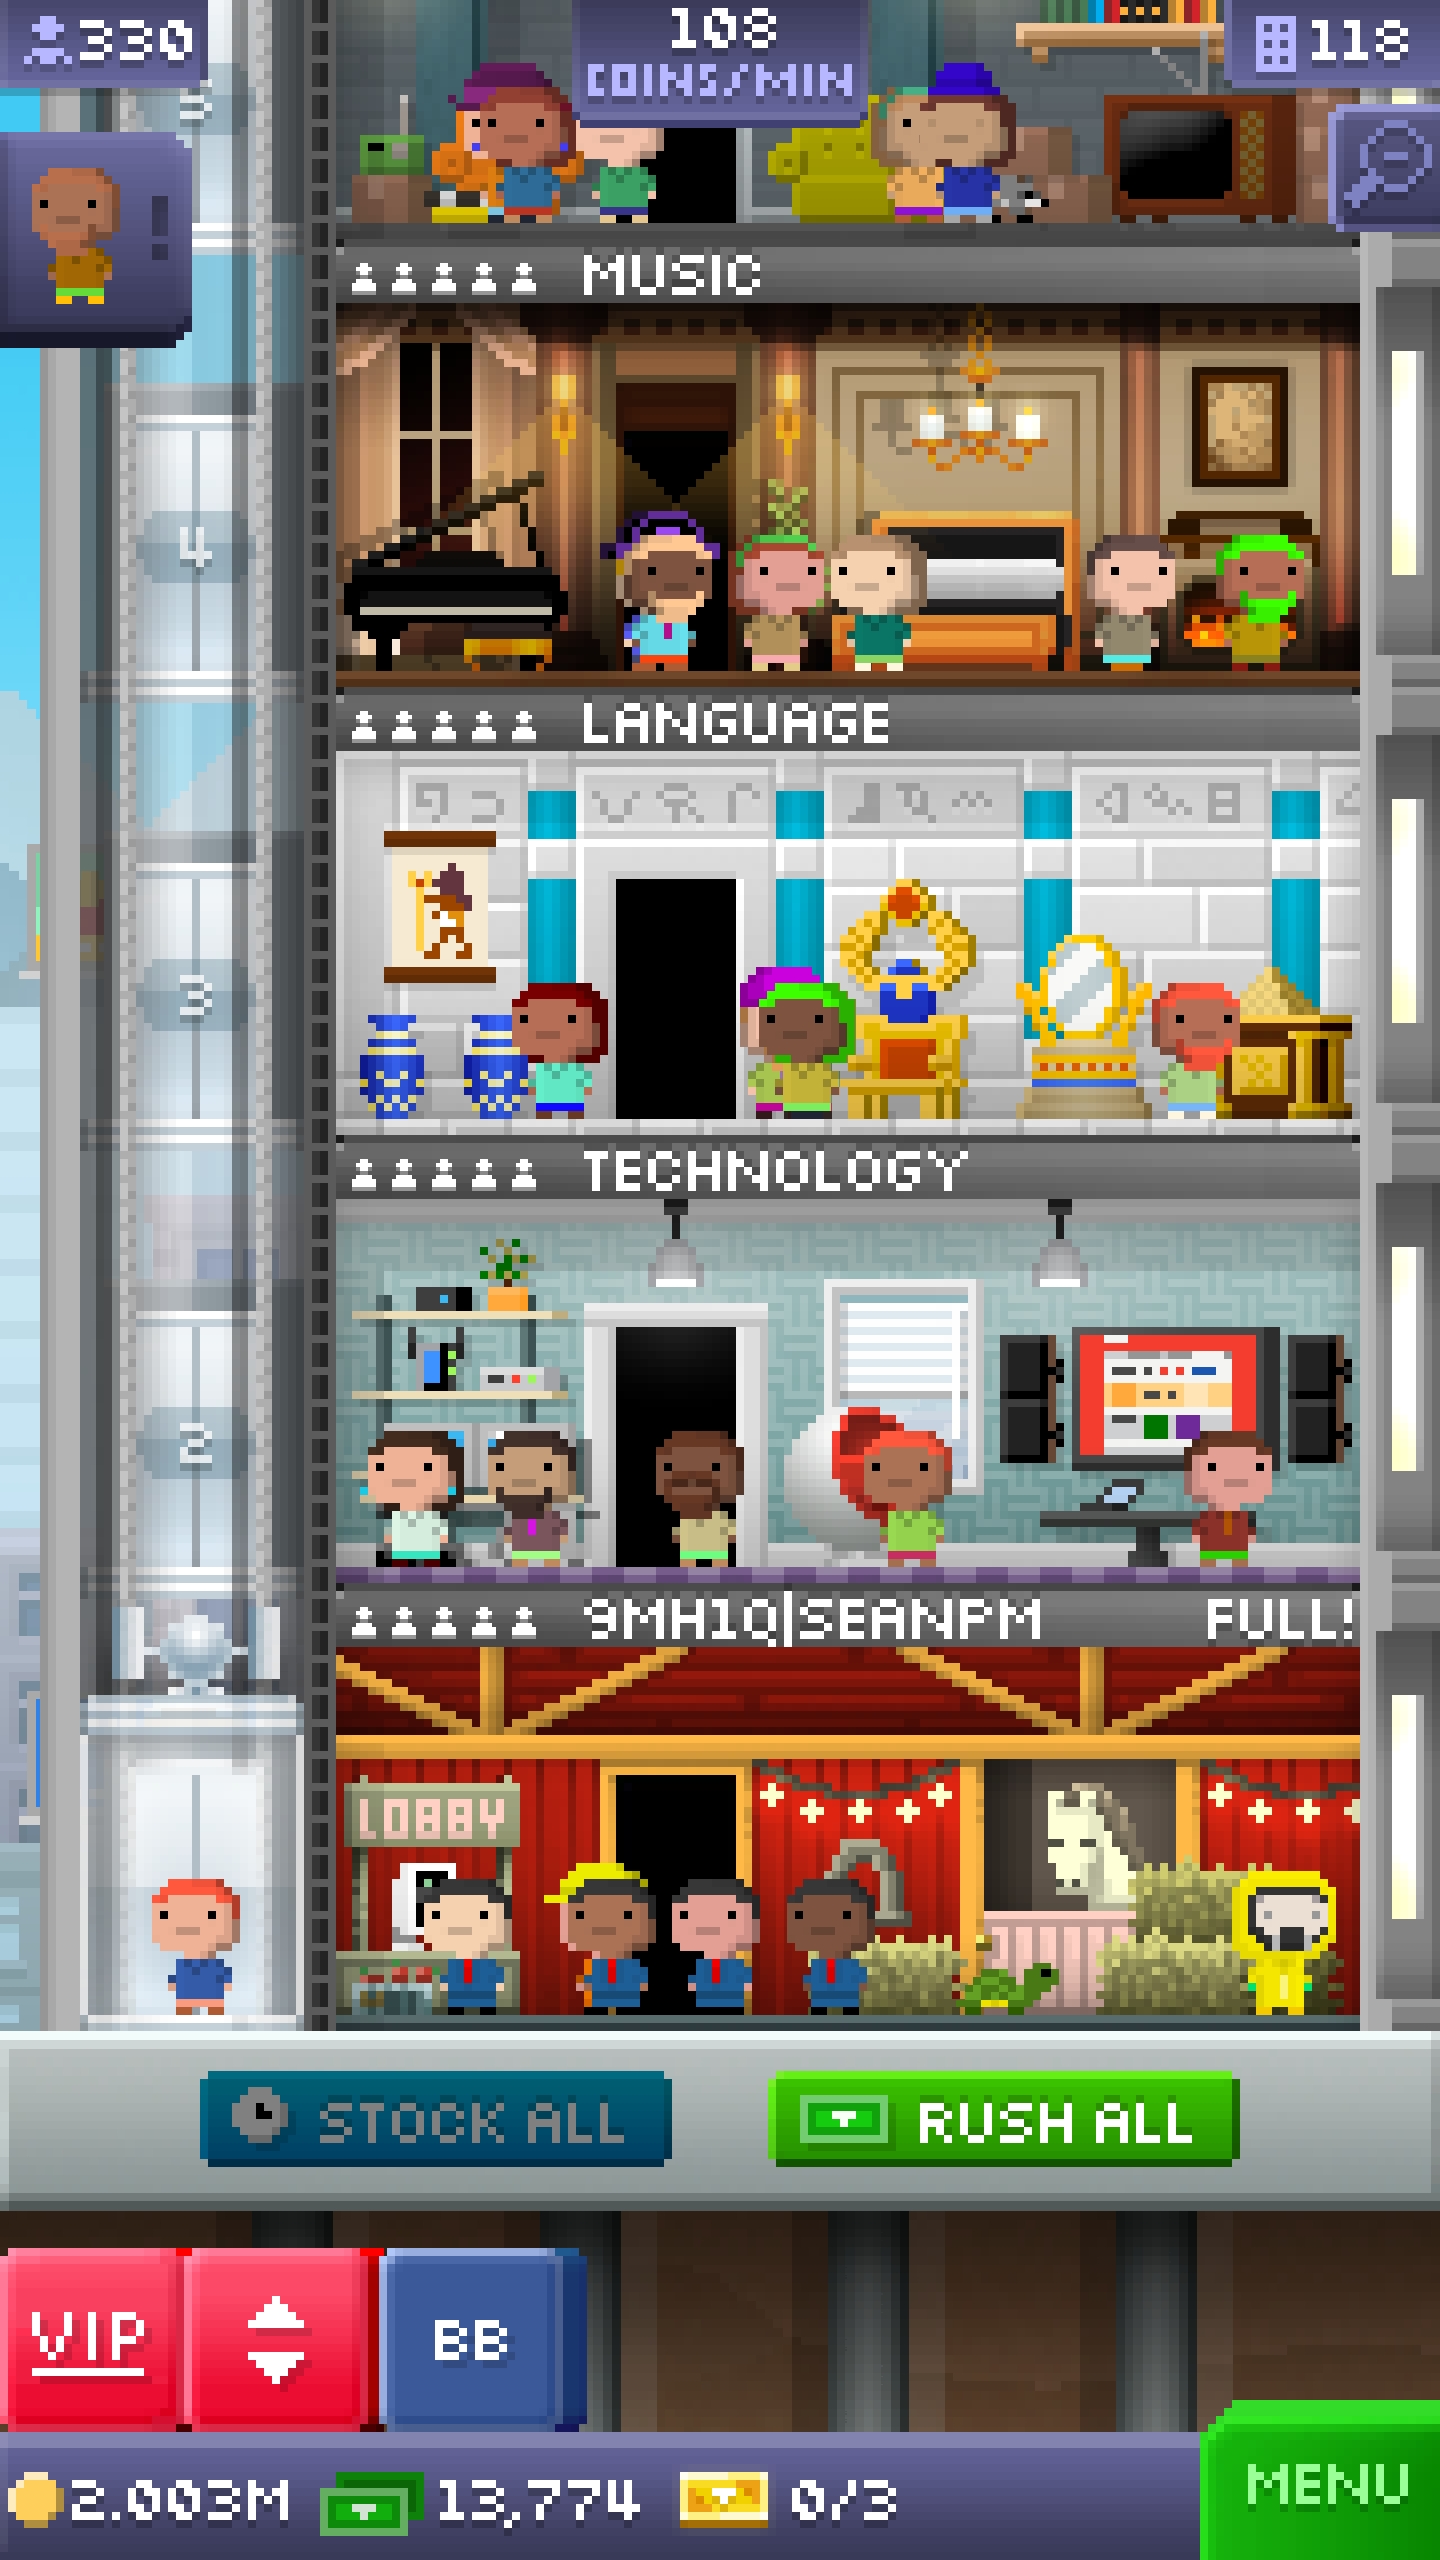 330
108
COINS/MIN
118
5
!
MUSIC
4
LANGUAGE
3
TECHNOLOGY
2
9MH1Q|SEANPM FULL!
LOBBY
STOCK ALL
RUSH ALL
VIP
BB
MENU
2.003M
13,774
0/3